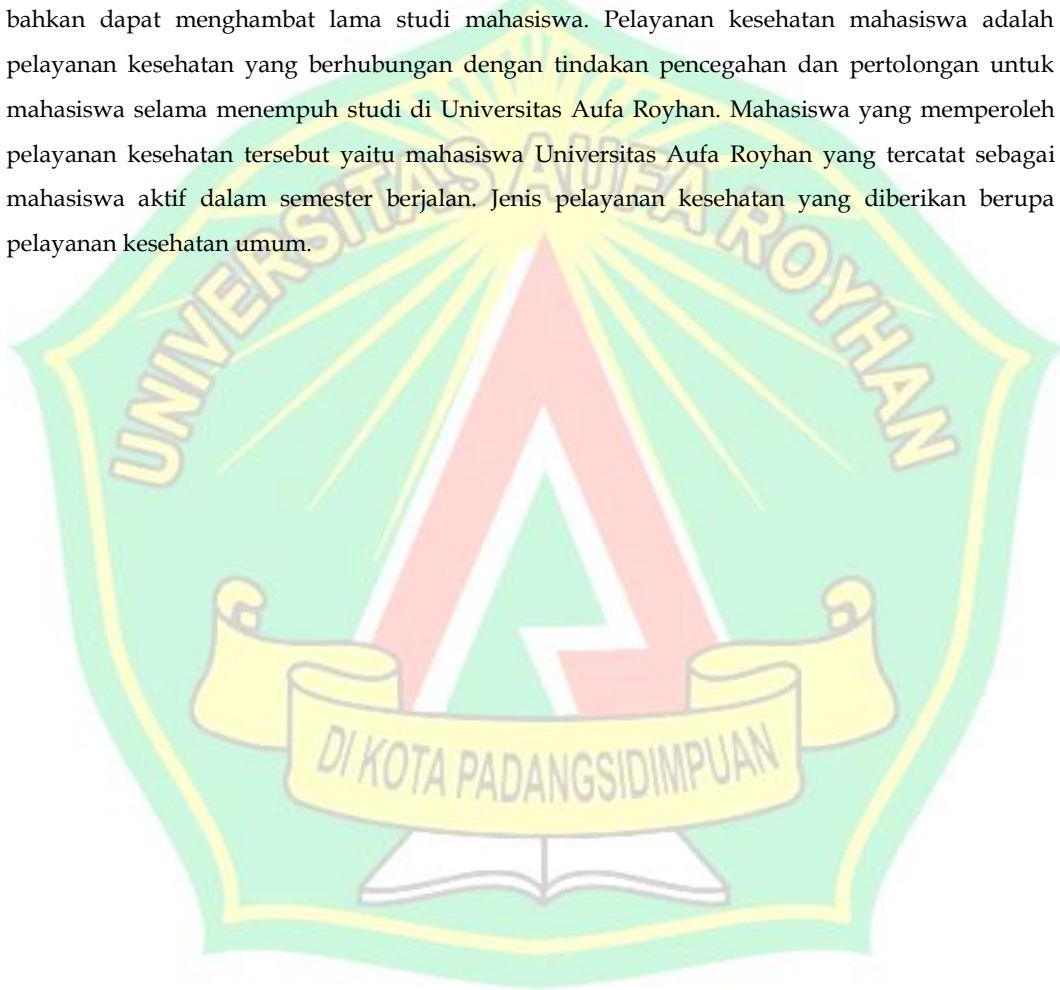 bahkan dapat menghambat lama studi mahasiswa. Pelayanan kesehatan mahasiswa adalah
pelayanan kesehatan yang berhubungan dengan tindakan pencegahan dan pertolongan untuk
mahasiswa selama menempuh studi di Universitas Aufa Royhan. Mahasiswa yang memperoleh
pelayanan kesehatan tersebut yaitu mahasiswa Universitas Aufa Royhan yang tercatat sebagai
mahasiswa aktif dalam semester berjalan. Jenis pelayanan kesehatan yang diberikan berupa
pelayanan kesehatan umum.
UNIVERSITAS AUFA ROYHAN
DI KOTA PADANGSIDIMPUAN